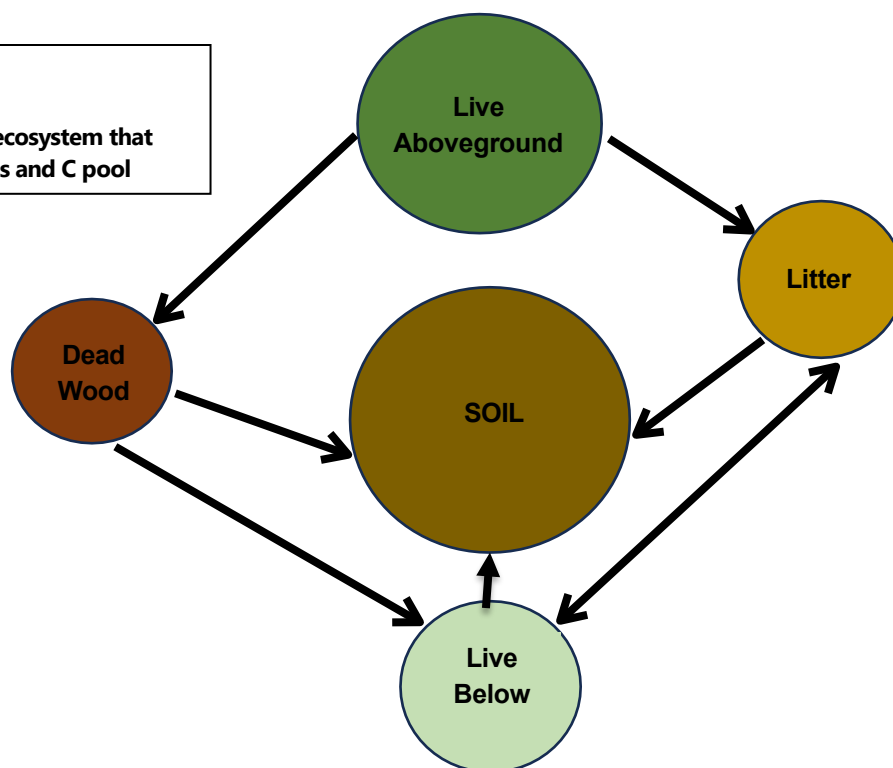 ecosystem that
s and C pool
Live
Aboveground
Litter
Dead
Wood
SOIL
Live
Below